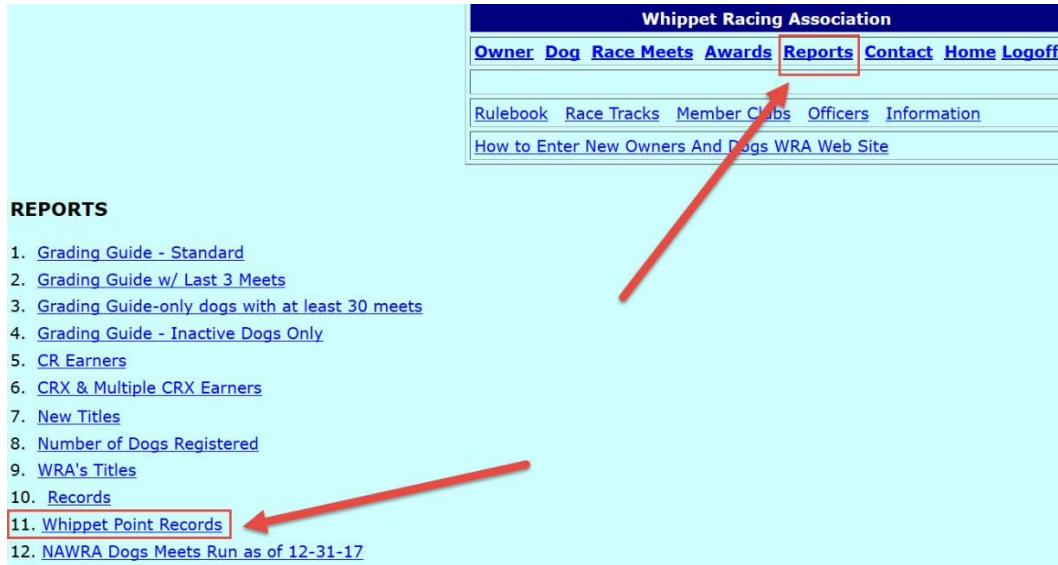 Whippet Racing Association
Owner Dog Race Meets Awards Reports Contact Home Logoff
Rulebook Race Tracks Member Clubs Officers Information
How to Enter New Owners And Dogs WRA Web Site
REPORTS
1. Grading Guide - Standard
2. Grading Guide w/ Last 3 Meets
3. Grading Guide-only dogs with at least 30 meets
4. Grading Guide - Inactive Dogs Only
5. CR Earners
6. CRX & Multiple CRX Earners
7. New Titles
8. Number of Dogs Registered
9. WRA's Titles
10. Records
11. Whippet Point Records
12. NAWRA Dogs Meets Run as of 12-31-17